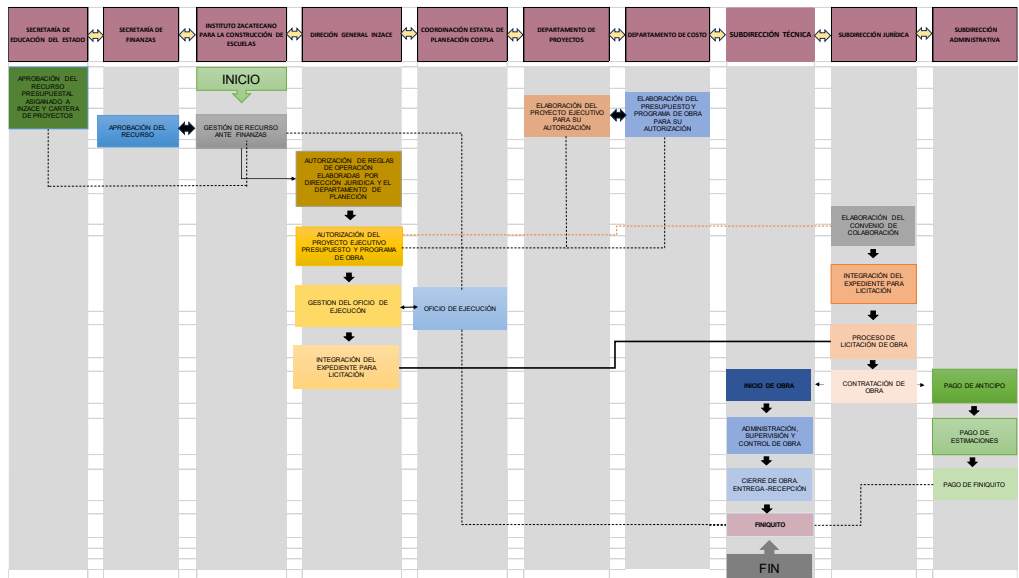 SECRETARÍA DE
EDUCACIÓN DEL ESTADO
SECRETARÍA DE
FINANZAS
INSTITUTO ZACATECANO
PARA LA CONSTRUCCIÓN DE
ESCUELAS
DIRECIÓN GENERAL INZACE
COORDINACIÓN ESTATAL DE
PLANEACIÓN COEPLA
DEPARTAMENTO DE
PROYECTOS
DEPARTAMENTO DE COSTO
SUBDIRECCIÓN TÉCNICA
SUBDIRECCIÓN JURÍDICA
SUBDIRECCIÓN
ADMINISTRATIVA
APROBACIÓN DEL
RECURSO
PRESUPUESTAL
ASIGANADO A
INZACE Y CARTERA
DE PROYECTOS
INICIO
APROBACIÓN DEL
RECURSO
GESTIÓN DE RECURSO
ANTE FINANZAS
ELABORACIÓN DEL
PROYECTO EJECUTIVO
PARA SU
AUTORIZACIÓN
ELABORACIÓN DEL
PRESUPUESTO Y
PROGRAMA DE OBRA
PARA SU
AUTORIZACIÓN
AUTORIZACIÓN DE REGLAS
DE OPERACIÓN
ELABORADAS POR
DIRECCIÓN JURIDICA Y EL
DEPARTAMENTO DE
PLANECIÓN
AUTORIZACIÓN DEL
PROYECTO EJECUTIVO
PRESUPUESTO Y PROGRAMA
DE OBRA
ELABORACIÓN DEL
CONVENIO DE
COLABORACIÓN
GESTION DEL OFICIO DE
EJECUCÓN
OFICIO DE EJECUCIÓN
INTEGRACIÓN DEL
EXPEDIENTE PARA
LICITACIÓN
INTEGRACIÓN DEL
EXPEDIENTE PARA
LICITACIÓN
PROCESO DE
LICITACIÓN DE OBRA
INICIO DE OBRA
CONTRATACIÓN DE
OBRA
PAGO DE ANTICIPO
ADMINISTRACIÓN,
SUPERVISIÓN Y
CONTROL DE OBRA
PAGO DE
ESTIMACIONES
CIERRE DE OBRA
ENTREGA -RECEPCIÓN
PAGO DE FINIQUITO
FINIQUITO
FIN